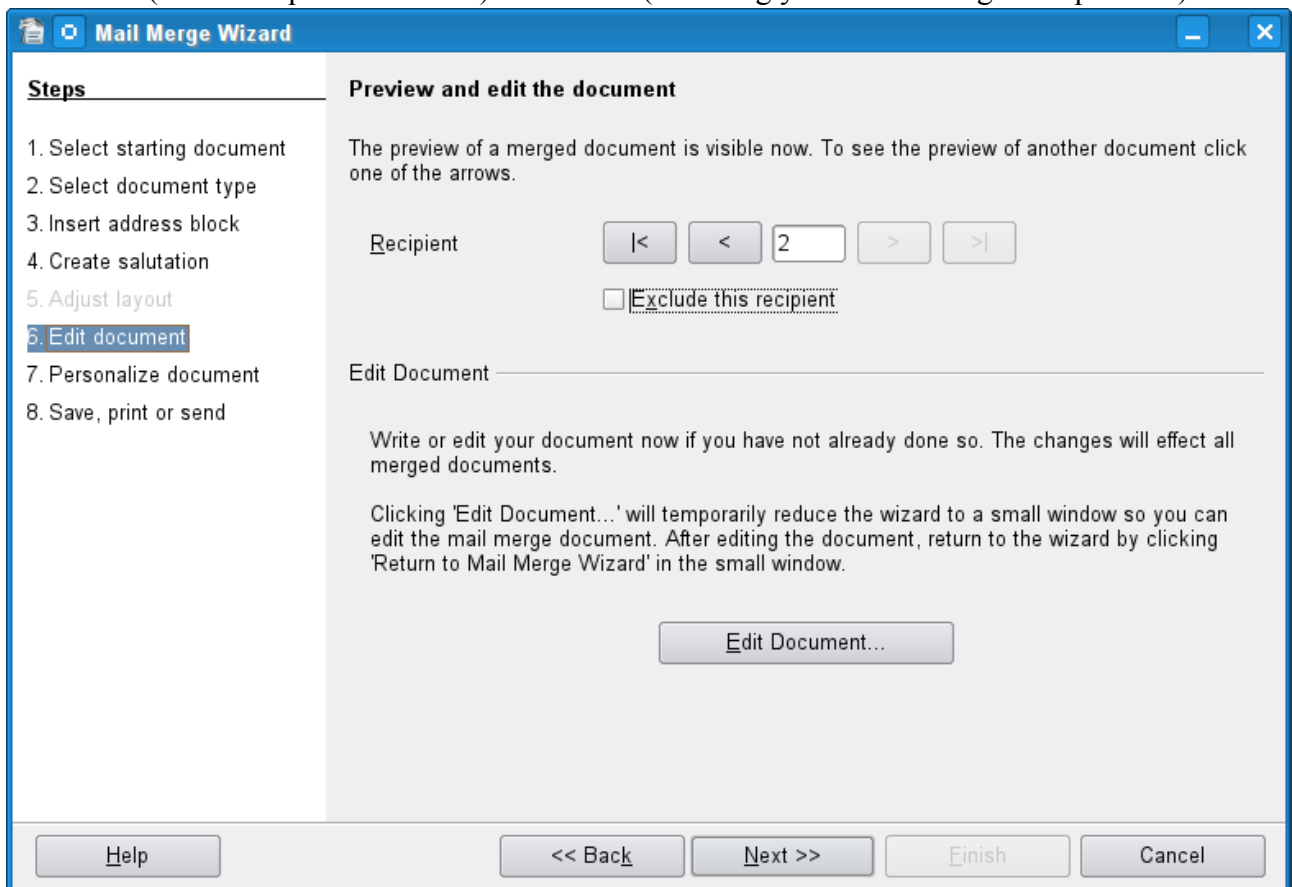 Mail Merge Wizard
Steps
1. Select starting document
2. Select document type
3. Insert address block
4. Create salutation
5. Adjust layout
6. Edit document
7. Personalize document
8. Save, print or send
Preview and edit the document
The preview of a merged document is visible now. To see the preview of another document click
one of the arrows.
Recipient |< < 2 > >|
Exclude this recipient
Edit Document
Write or edit your document now if you have not already done so. The changes will effect all
merged documents.
Clicking 'Edit Document...' will temporarily reduce the wizard to a small window so you can
edit the mail merge document. After editing the document, return to the wizard by clicking
'Return to Mail Merge Wizard' in the small window.
Edit Document...
Help << Back Next >> Finish Cancel